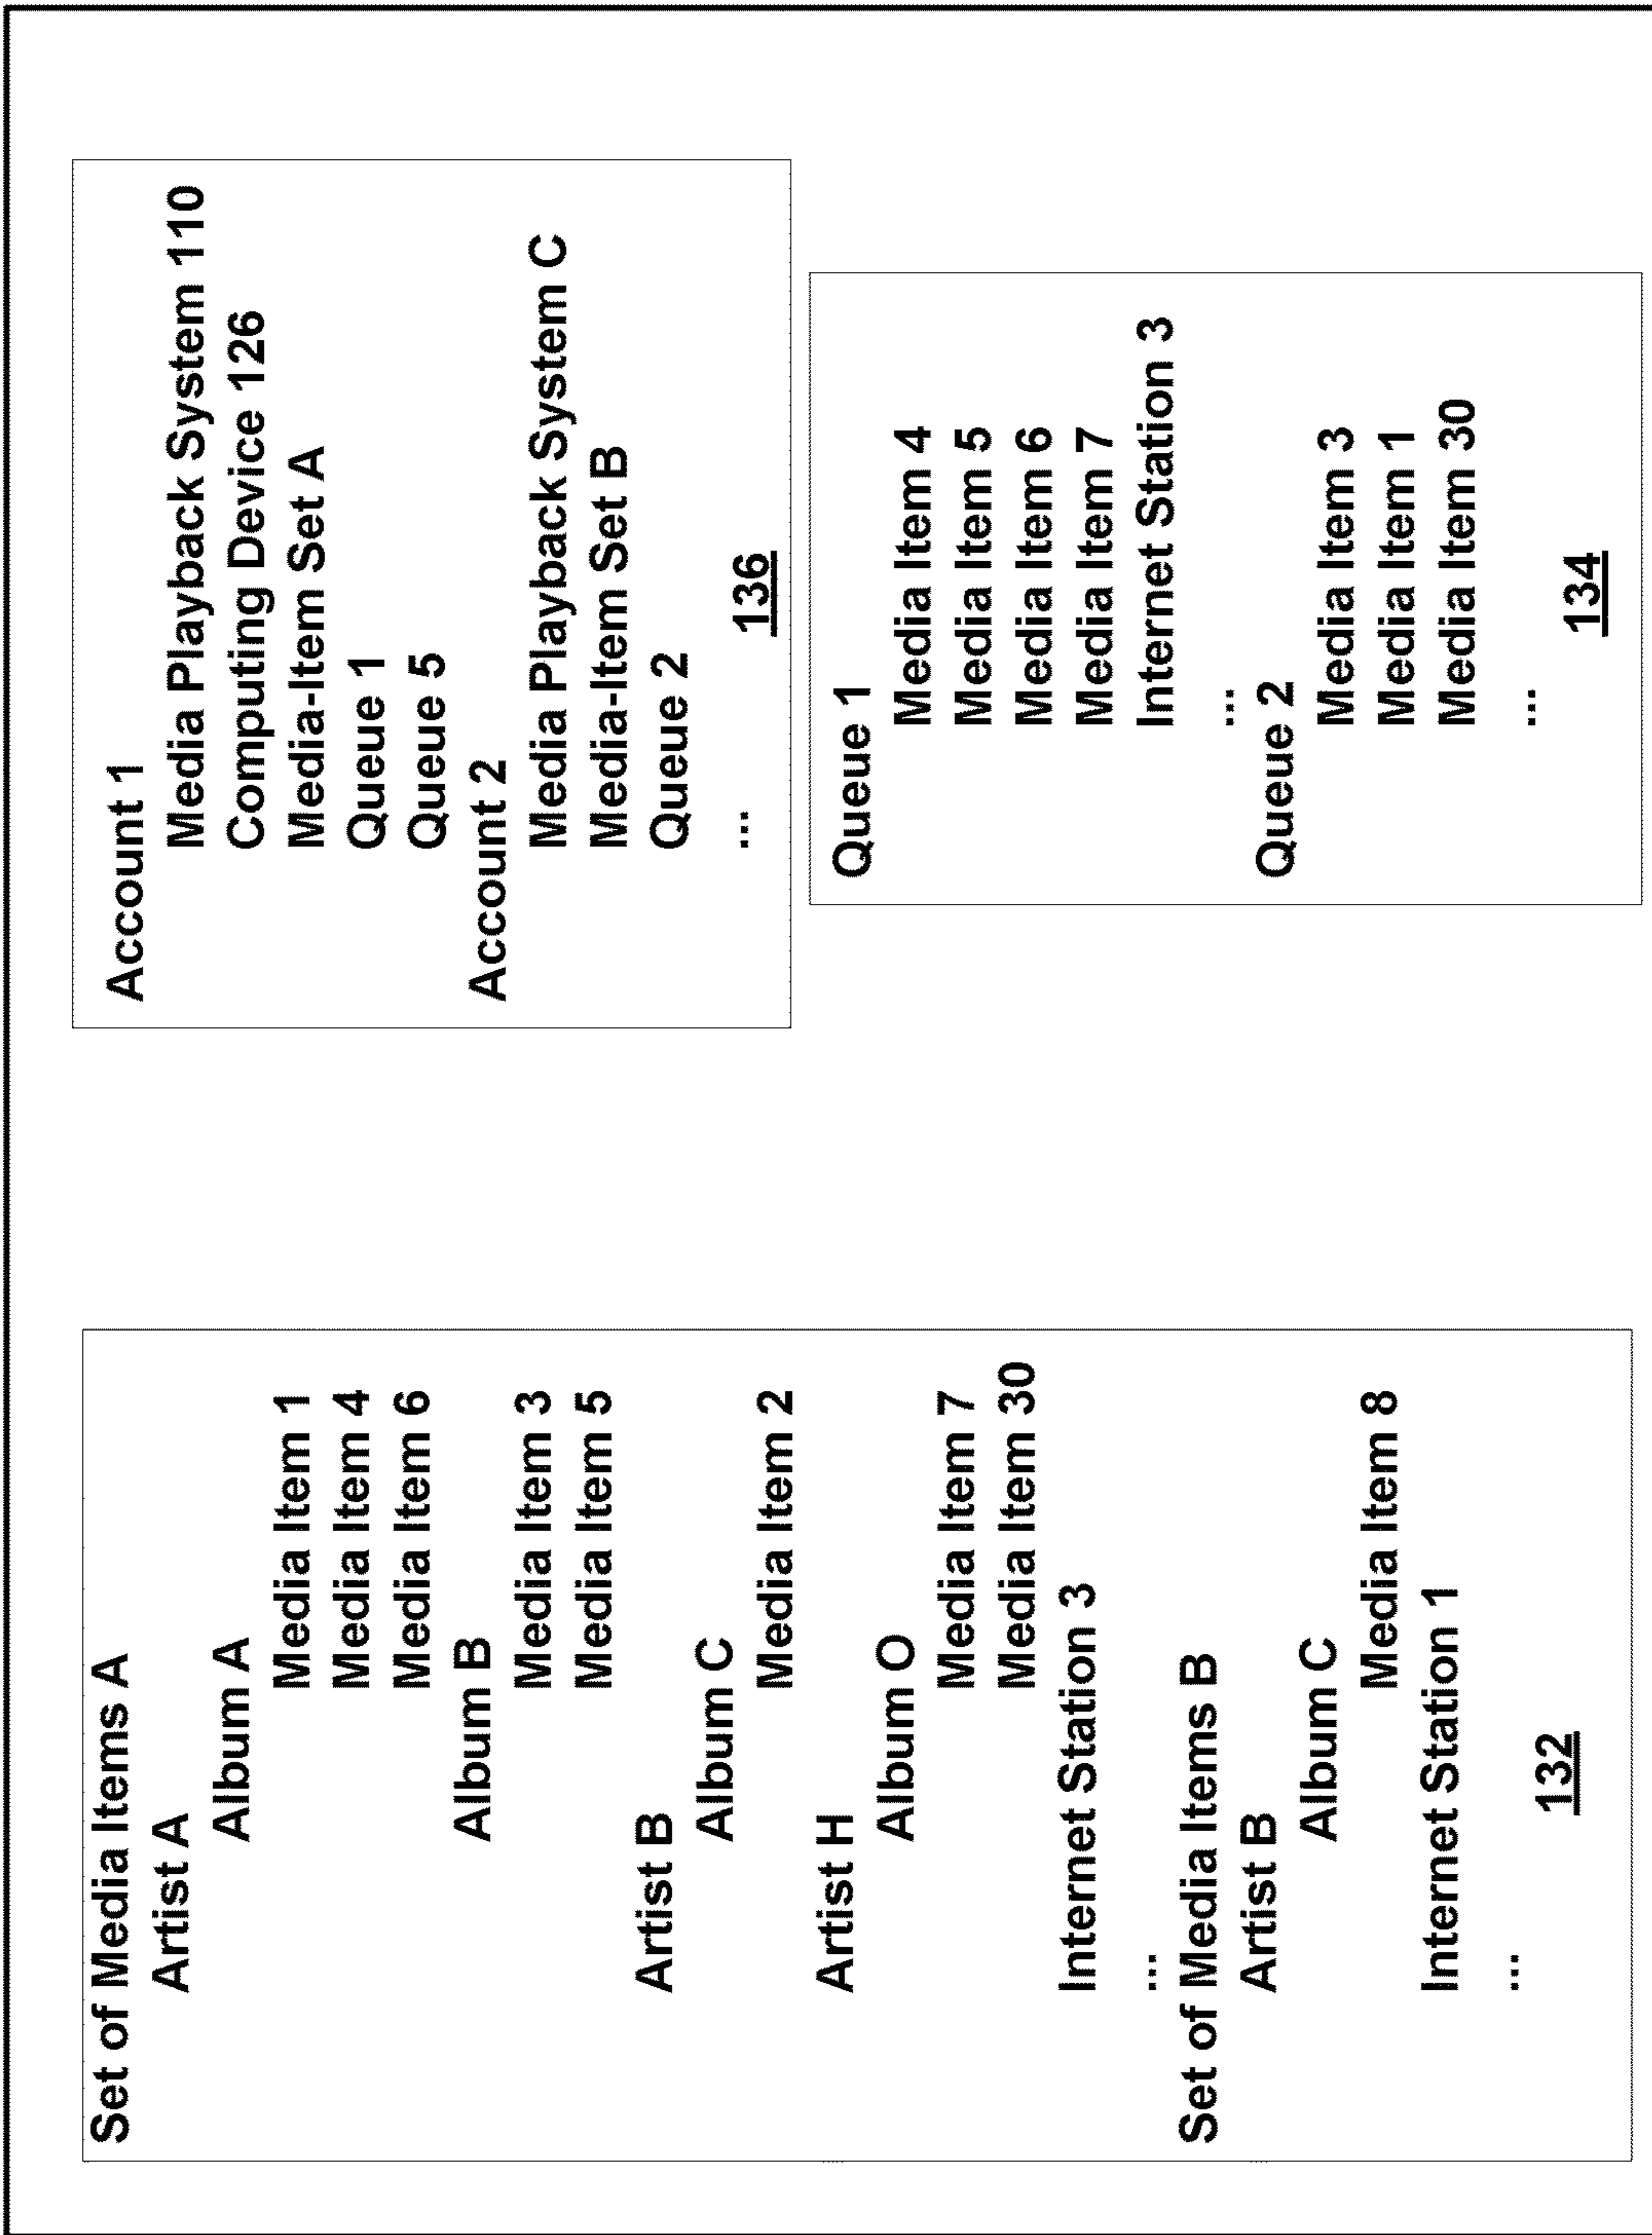 Set of Media Items A
Artist A
Album A
Media Item 1
Media Item 4
Media Item 6
Album B
Media Item 3
Media Item 5
Artist B
Album C
Media Item 2
Artist H
Album O
Media Item 7
Media Item 30
Internet Station 3
...
Set of Media Items B
Artist B
Album C
Media Item 8
Internet Station 1
...
132
Account 1
Media Playback System 110
Computing Device 126
Media-Item Set A
Queue 1
Queue 5
Account 2
Media Playback System C
Media-Item Set B
Queue 2
...
136
Queue 1
Media Item 4
Media Item 5
Media Item 6
Media Item 7
Internet Station 3
...
Queue 2
Media Item 3
Media Item 1
Media Item 30
...
134